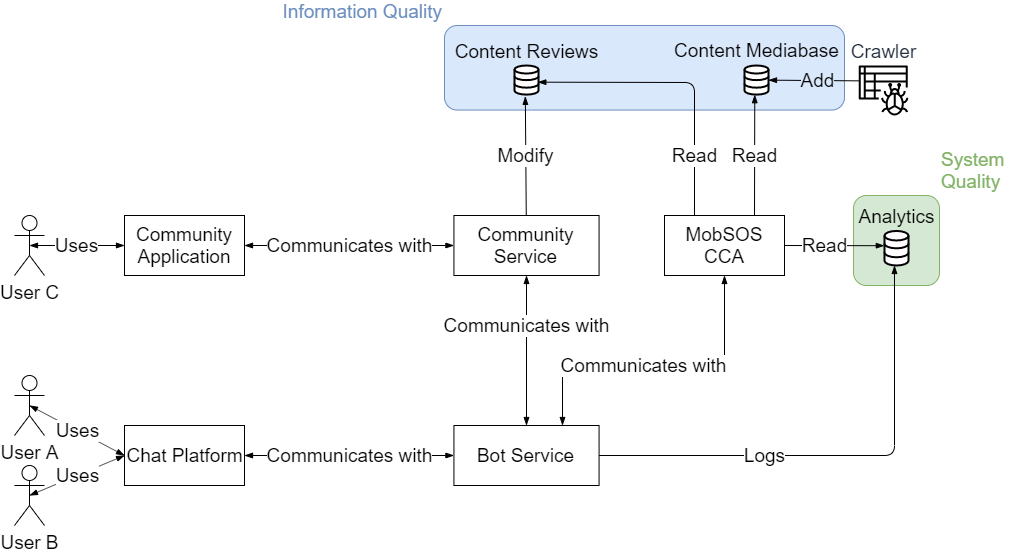 Information Quality
Content Reviews
Content Mediabase
Crawler
Add
Modify
Read
Read
System
Quality
Analytics
Community
Application
Communicates with
Community
Service
MobSOS
CCA
Read
Uses
User C
Communicates with
Communicates with
Uses
User A
Chat Platform
Communicates with
Bot Service
Logs
Uses
User B